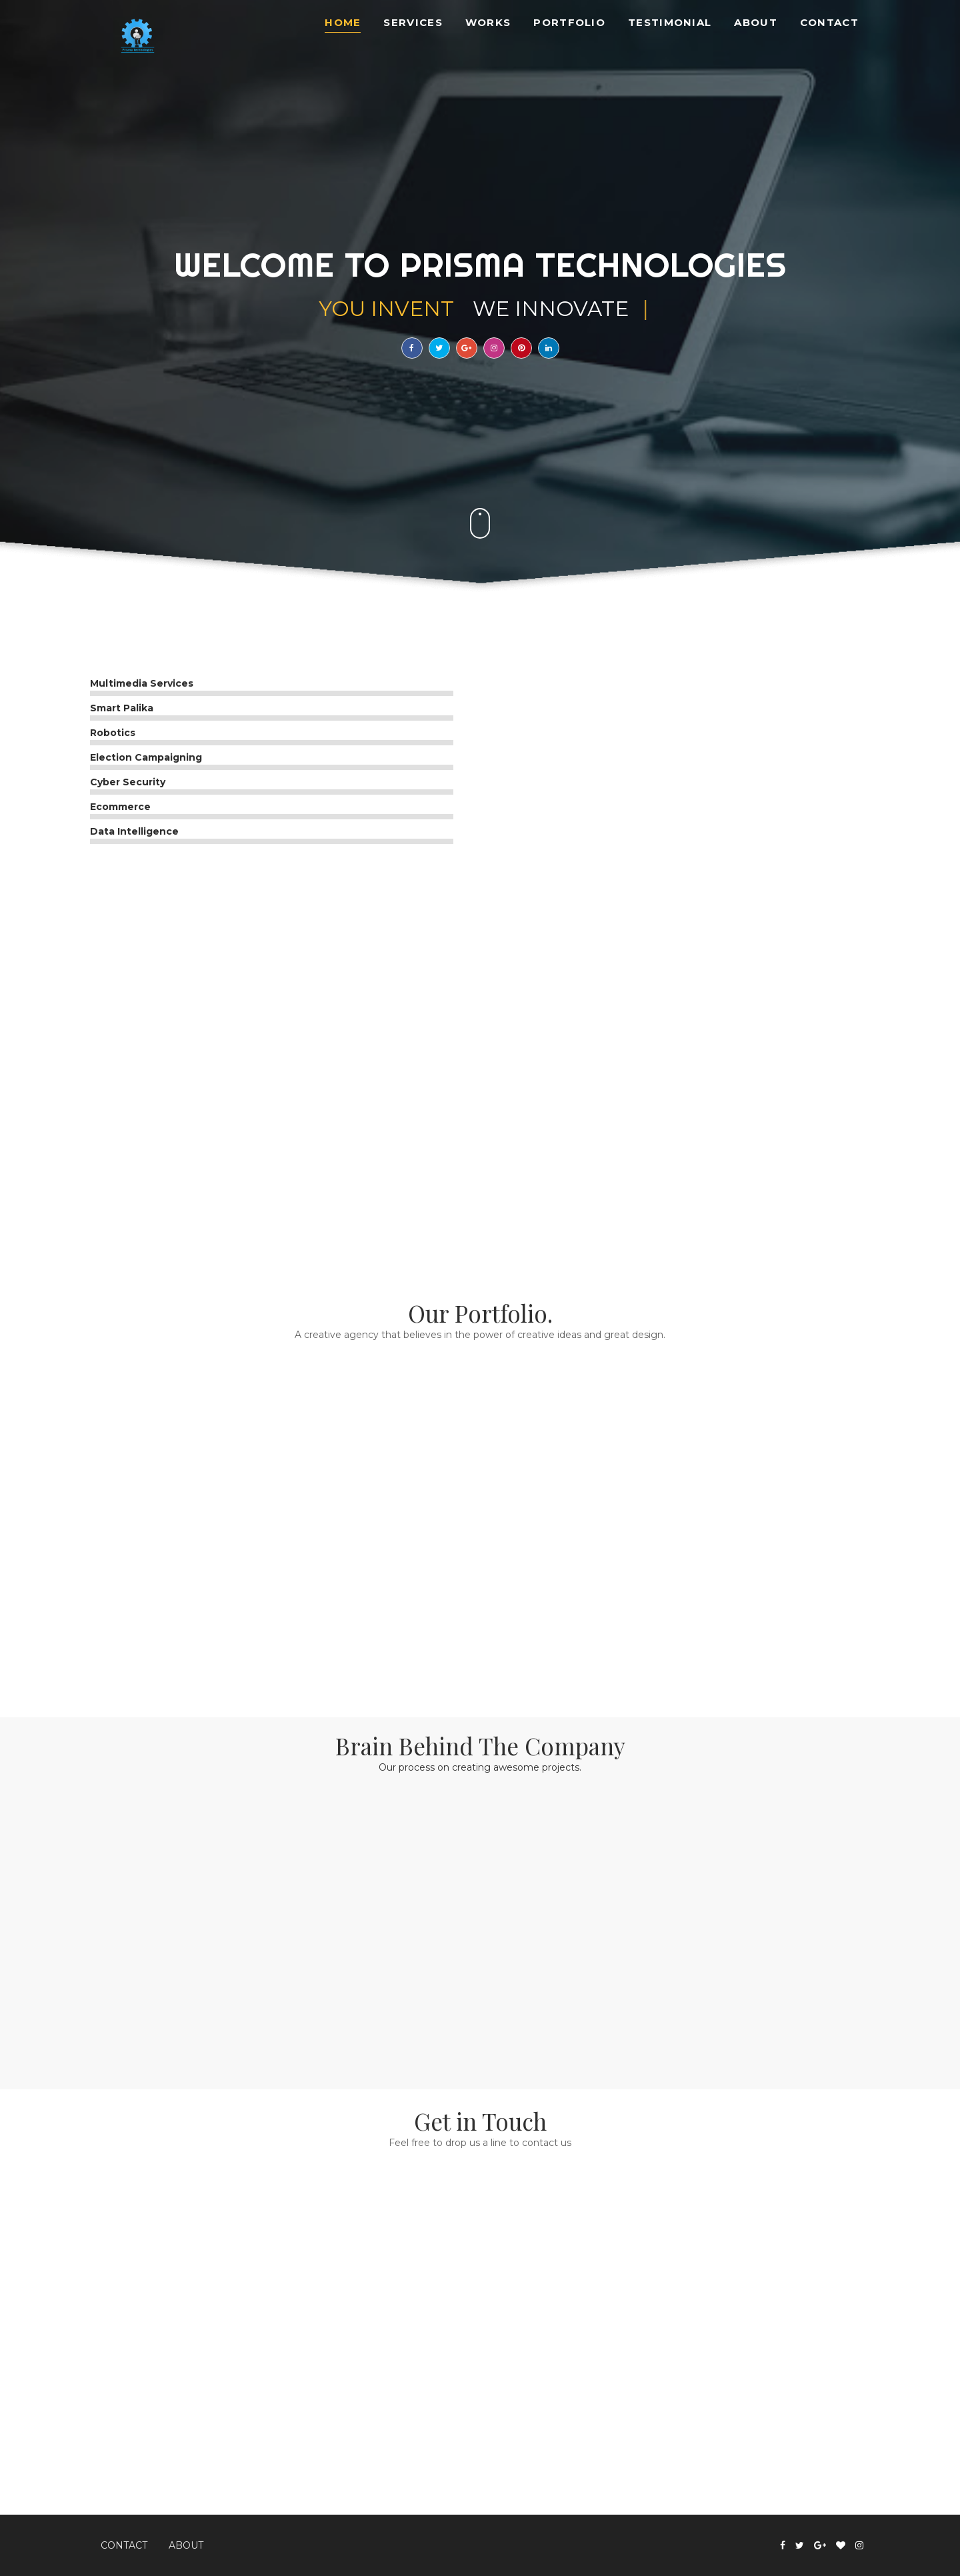 HOME SERVICES WORKS PORTFOLIO TESTIMONIAL ABOUT CONTACT
WELCOME TO PRISMA TECHNOLOGIES
YOU INVENT WE INNOVATE |
Multimedia Services
Smart Palika
Robotics
Election Campaigning
Cyber Security
Ecommerce
Data Intelligence
Our Portfolio.
A creative agency that believes in the power of creative ideas and great design.
Brain Behind The Company
Our process on creating awesome projects.
Get in Touch
Feel free to drop us a line to contact us
CONTACT ABOUT